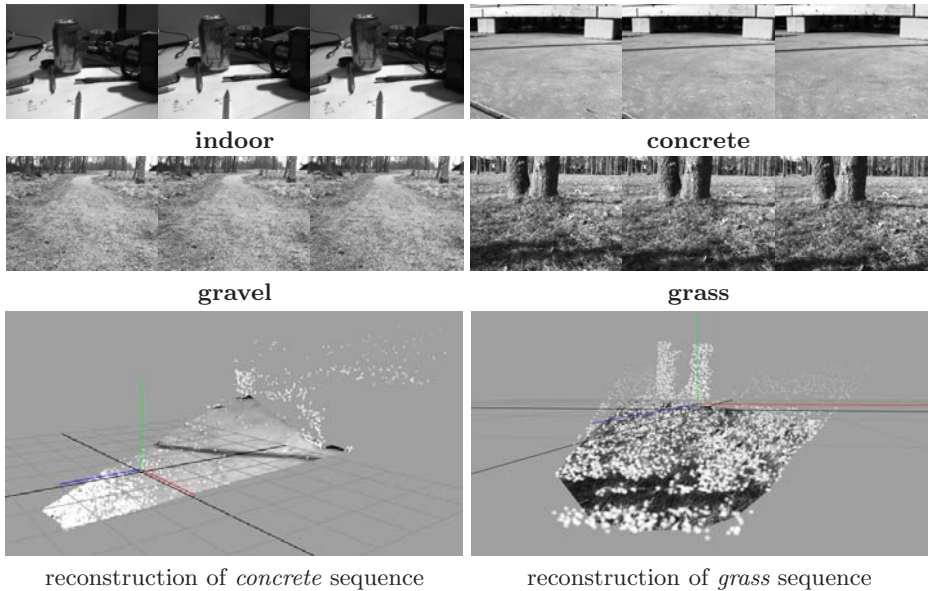 indoor
concrete
gravel
grass
reconstruction of concrete sequence
reconstruction of grass sequence